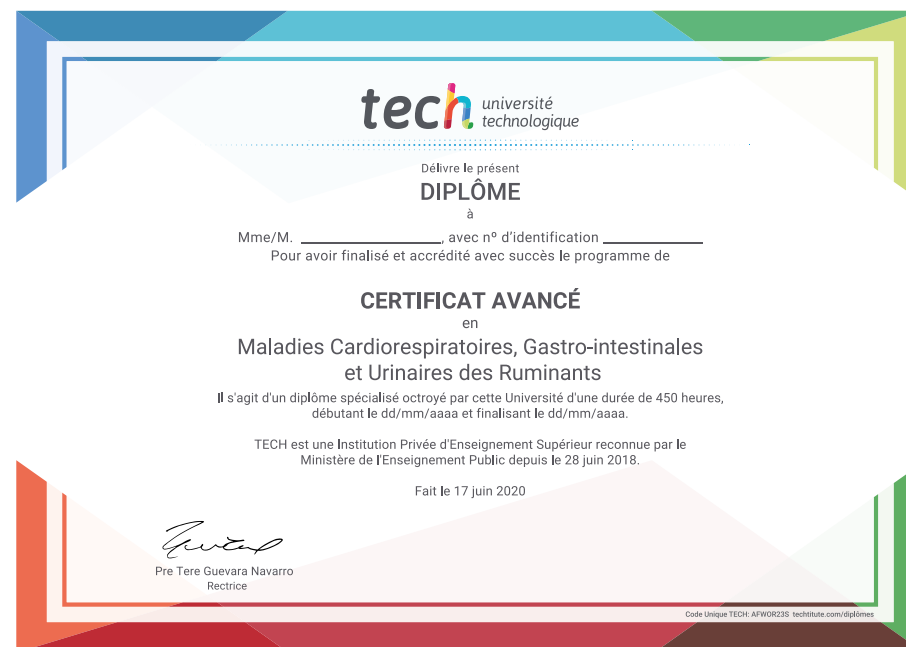 tech université
technologique
Délivre le présent
DIPLÔME
à
Mme/M. ____________________, avec nº d'identification ______________
Pour avoir finalisé et accrédité avec succès le programme de
CERTIFICAT AVANCÉ
en
Maladies Cardiorespiratoires, Gastro-intestinales
et Urinaires des Ruminants
Il s'agit d'un diplôme spécialisé octroyé par cette Université d'une durée de 450 heures,
débutant le dd/mm/aaaa et finalisant le dd/mm/aaaa.
TECH est une Institution Privée d'Enseignement Supérieur reconnue par le
Ministère de l'Enseignement Public depuis le 28 juin 2018.
Fait le 17 juin 2020
Pre Tere Guevara Navarro
Rectrice
Code Unique TECH: AFWOR23S techtitute.com/diplômes